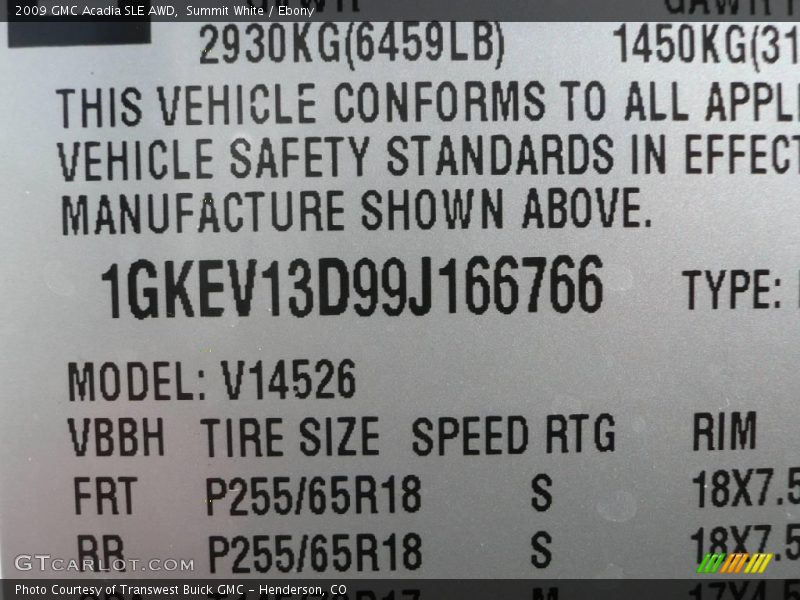 2009 GMC Acadia SLE AWD, Summit White / Ebony
2930KG(6459LB) 1450KG(31
THIS VEHICLE CONFORMS TO ALL APPLI
VEHICLE SAFETY STANDARDS IN EFFECT
MANUFACTURE SHOWN ABOVE.
1GKEV13D99J166766 TYPE:
MODEL: V14526
VBBH TIRE SIZE SPEED RTG RIM
FRT P255/65R18 S 18X7.5
RR P255/65R18 S 18X7.5
GTcarlot.com
Photo Courtesy of Transwest Buick GMC - Henderson, CO